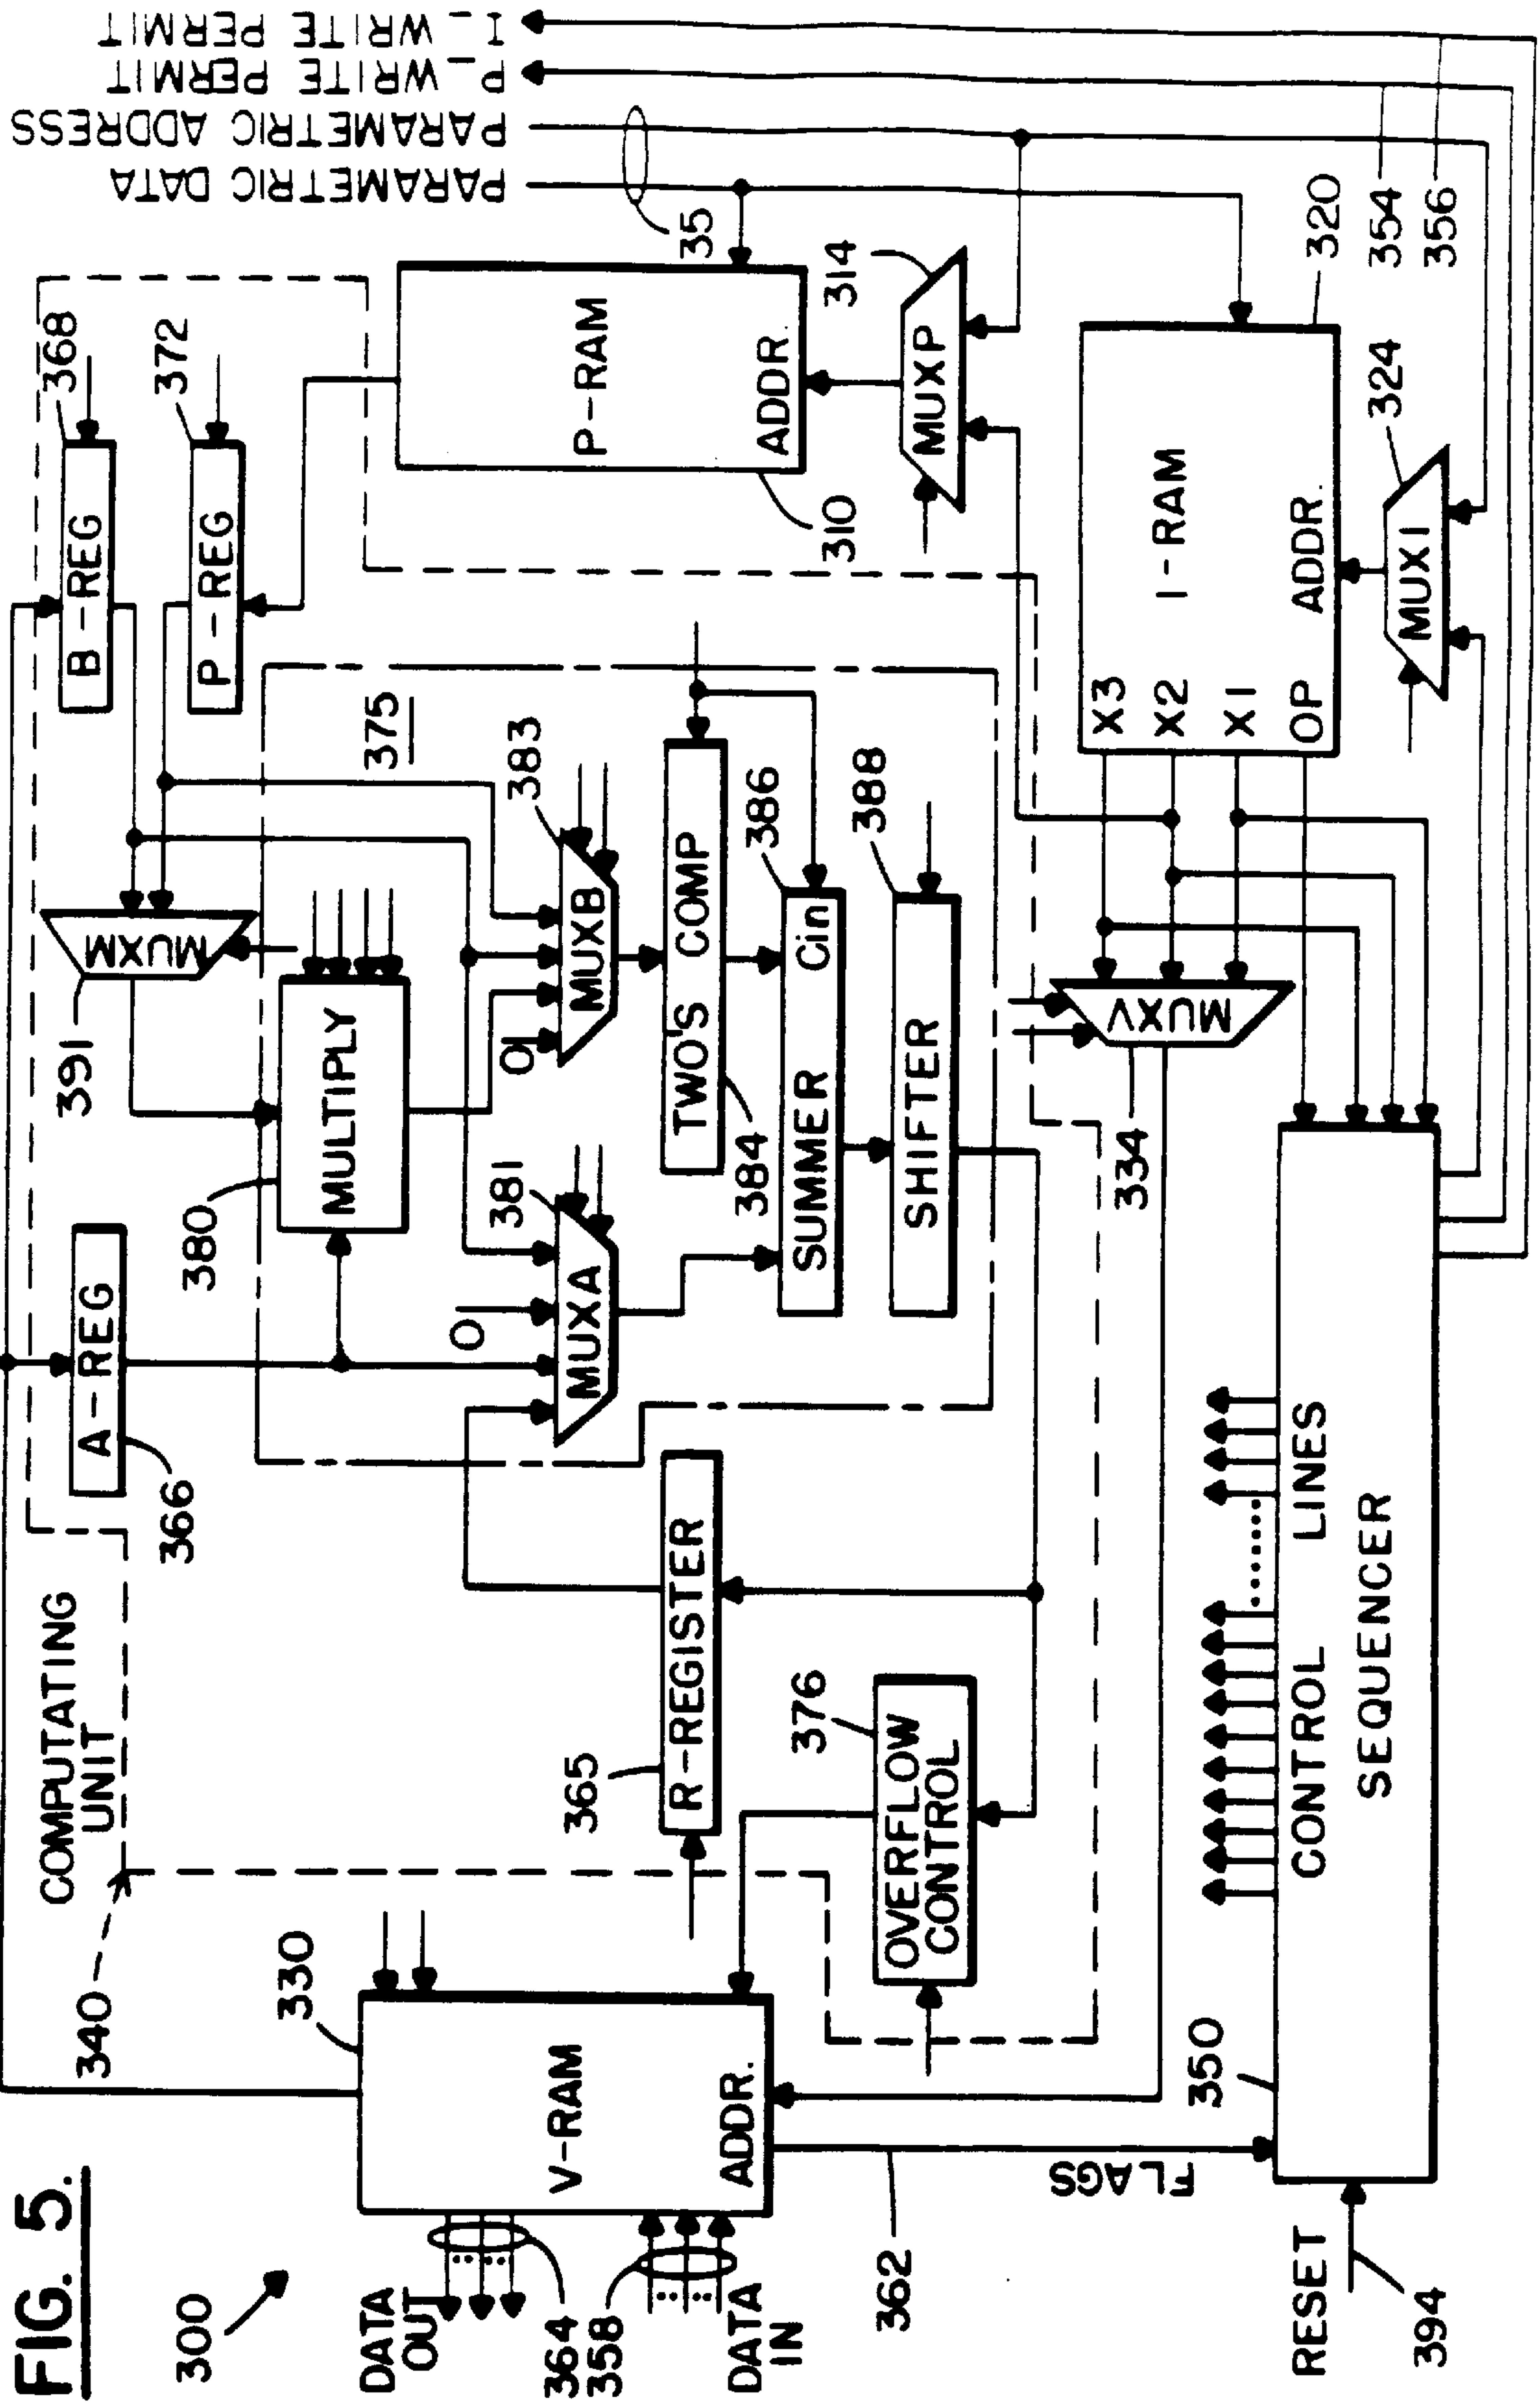 FIG. 5.
300
340
COMPUTATING
UNIT
A-REG
366
391
MUXM
B-REG
368
P-REG
372
380
MULTIPLY
375
330
V-RAM
ADDR.
DATA
OUT
364
358
DATA
IN
362
FLAGS
365
R-REGISTER
381
MUXA
O
383
MUXB
O
TWO'S COMP
384
386
SUMMER
Cin
388
SHIFTER
376
OVERFLOW
CONTROL
P-RAM
ADDR.
310
MUXP
314
35
PARAMETRIC DATA
PARAMETRIC ADDRESS
P_WRITE PERMIT
I_WRITE PERMIT
334
MUXV
X3
X2
X1
OP
I-RAM
ADDR.
320
MUXI
324
354
356
350
CONTROL LINES
SEQUENCER
RESET
394